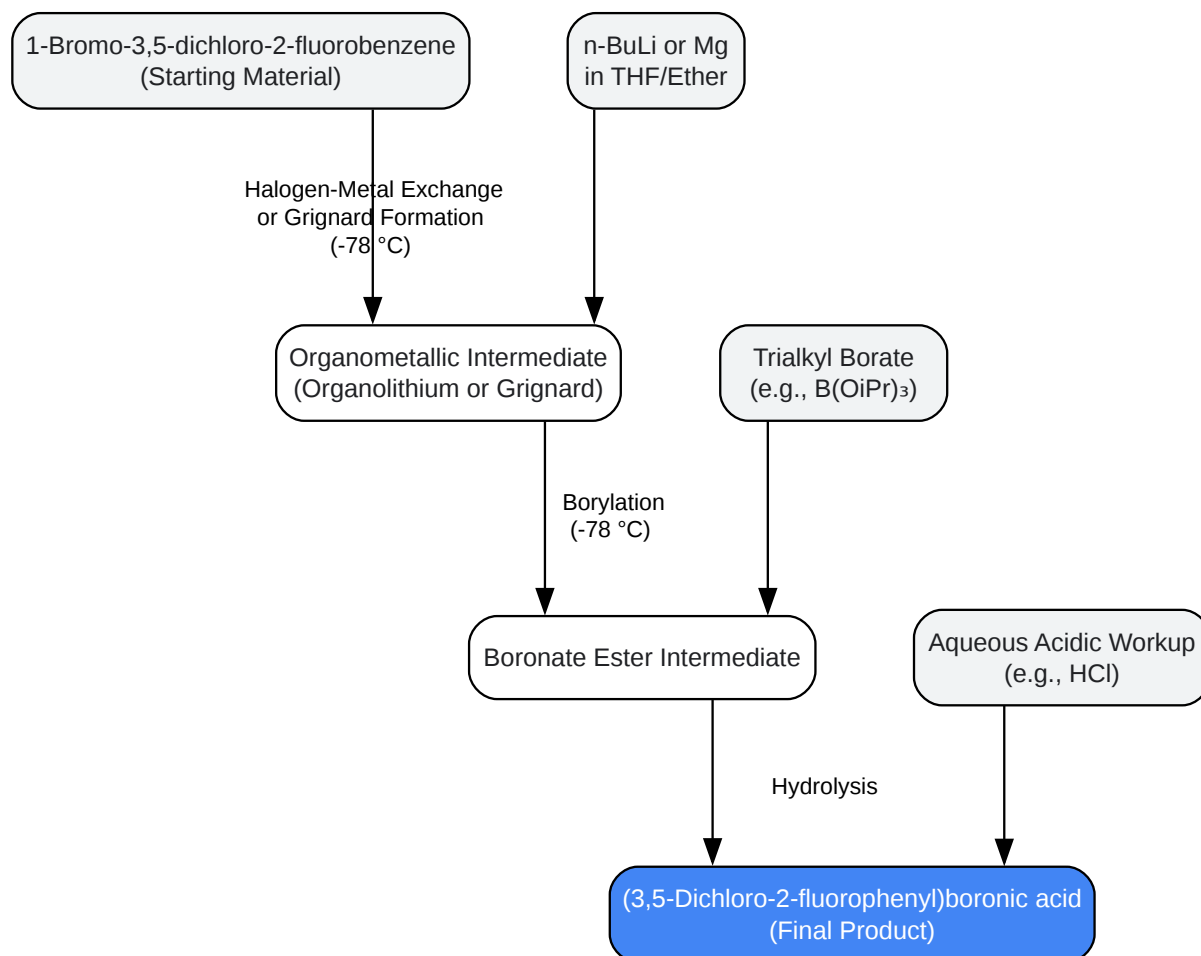 1-Bromo-3,5-dichloro-2-fluorobenzene
(Starting Material)
n-BuLi or Mg
in THF/Ether
Halogen-Metal Exchange
or Grignard Formation
(-78 °C)
Organometallic Intermediate
(Organolithium or Grignard)
Trialkyl Borate
(e.g., B(OiPr)₃)
Borylation
(-78 °C)
Boronate Ester Intermediate
Aqueous Acidic Workup
(e.g., HCl)
Hydrolysis
(3,5-Dichloro-2-fluorophenyl)boronic acid
(Final Product)